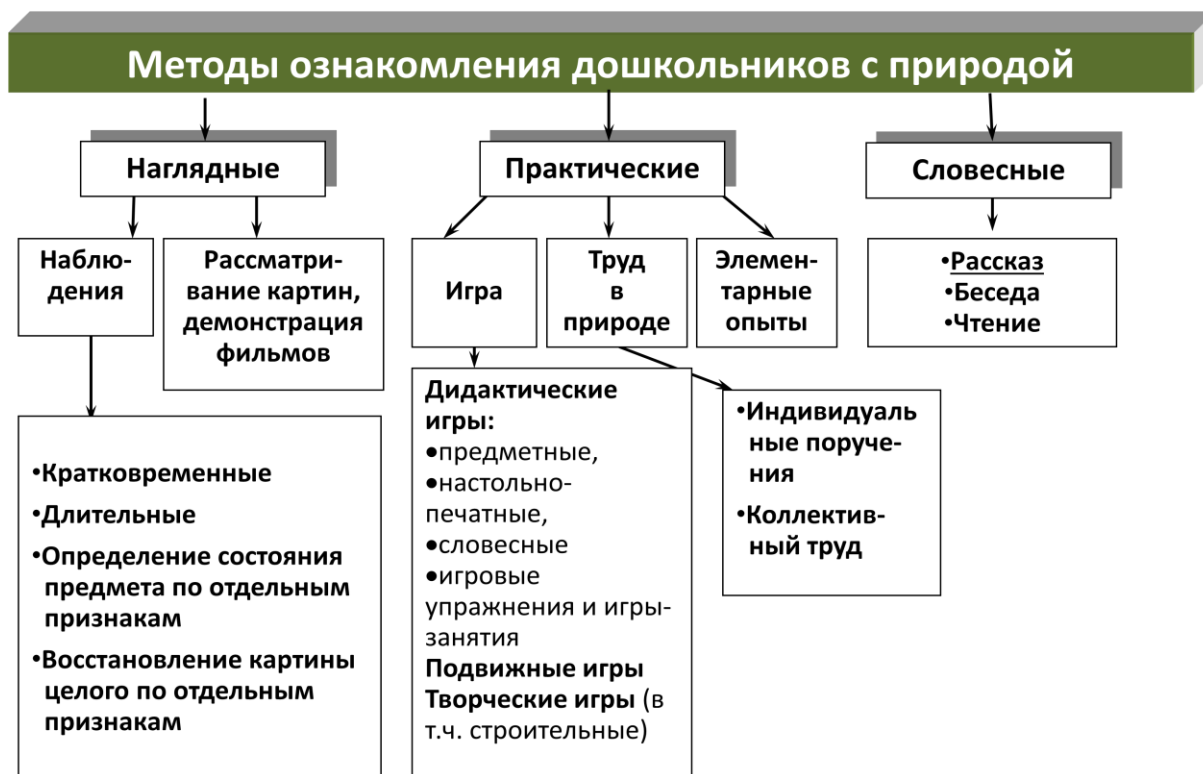 Методы ознакомления дошкольников с природой
Наглядные
Практические
Словесные
Наблю-
дения
Рассматри-
вание картин,
демонстрация
фильмов
Игра
Труд
в
природе
Элемен-
тарные
опыты
•Рассказ
•Беседа
•Чтение
•Кратковременные
•Длительные
•Определение состояния
предмета по отдельным
признакам
•Восстановление картины
целого по отдельным
признакам
Дидактические
игры:
•предметные,
•настольно-
печатные,
•словесные
•игровые
упражнения и игры-
занятия
Подвижные игры
Творческие игры (в
т.ч. строительные)
•Индивидуаль
ные поруче-
ния
•Коллектив-
ный труд